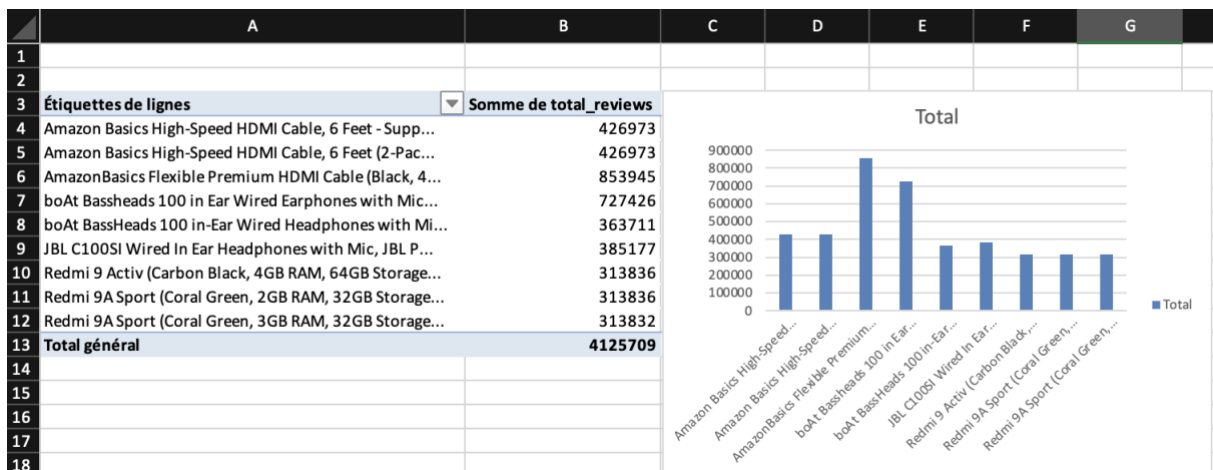 A B C D E F G
1
2
3 Étiquettes de lignes Somme de total_reviews
4 Amazon Basics High-Speed HDMI Cable, 6 Feet - Supp... 426973
5 Amazon Basics High-Speed HDMI Cable, 6 Feet (2-Pac... 426973
6 AmazonBasics Flexible Premium HDMI Cable (Black, 4... 853945
7 boAt Bassheads 100 in Ear Wired Earphones with Mic... 727426
8 boAt BassHeads 100 in-Ear Wired Headphones with Mi... 363711
9 JBL C100SI Wired In Ear Headphones with Mic, JBL P... 385177
10 Redmi 9 Activ (Carbon Black, 4GB RAM, 64GB Storage... 313836
11 Redmi 9A Sport (Coral Green, 2GB RAM, 32GB Storage... 313836
12 Redmi 9A Sport (Coral Green, 3GB RAM, 32GB Storage... 313832
13 Total général 4125709
14
15
16
17
18
Total
900000
800000
700000
600000
500000
400000
300000
200000
100000
0
Amazon Basics High-Speed...
Amazon Basics High-Speed...
AmazonBasics Flexible Premium...
boAt Bassheads 100 in Ear...
boAt BassHeads 100 in-Ear...
JBL C100SI Wired In Ear...
Redmi 9 Activ (Carbon Black,...
Redmi 9A Sport (Coral Green,...
Redmi 9A Sport (Coral Green,...
Total